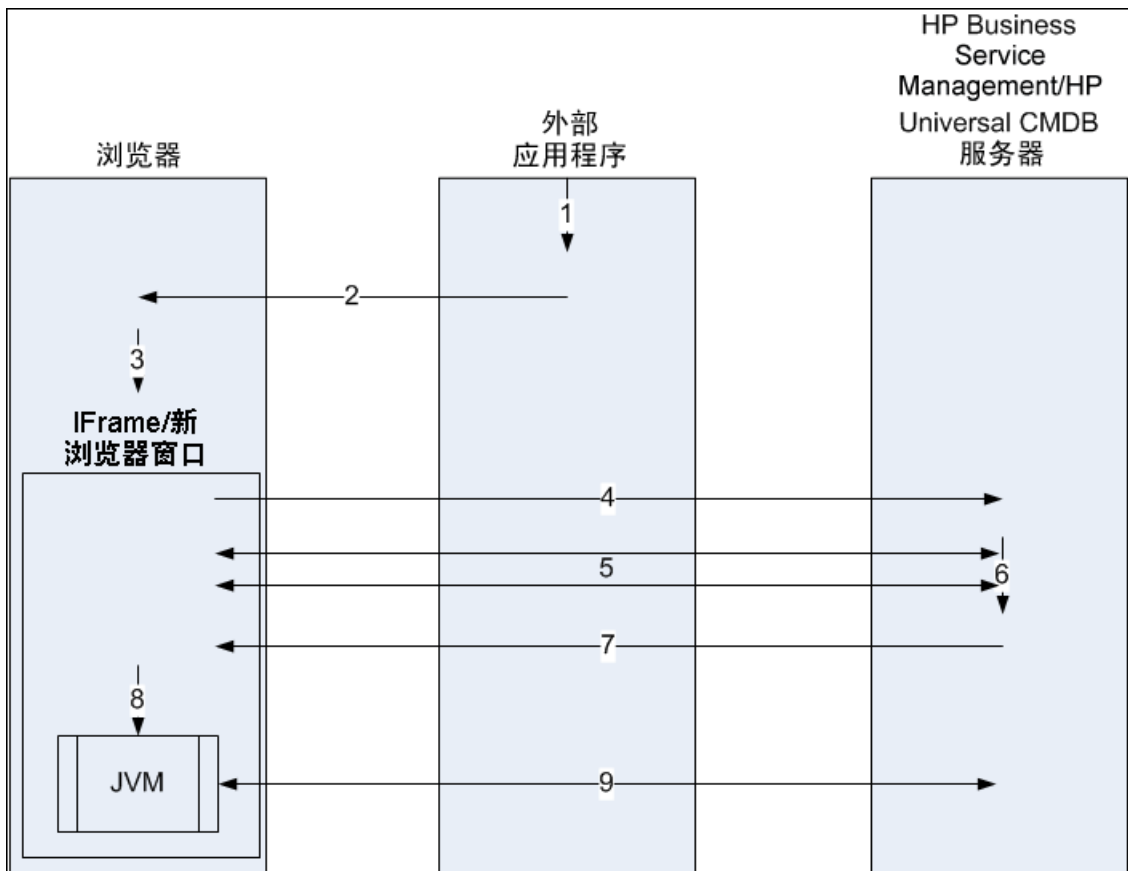 HP Business
Service
Management/HP
Universal CMDB
服务器
外部
应用程序
浏览器
1
2
3
IFrame/新
浏览器窗口
4
5
6
7
8
JVM
9